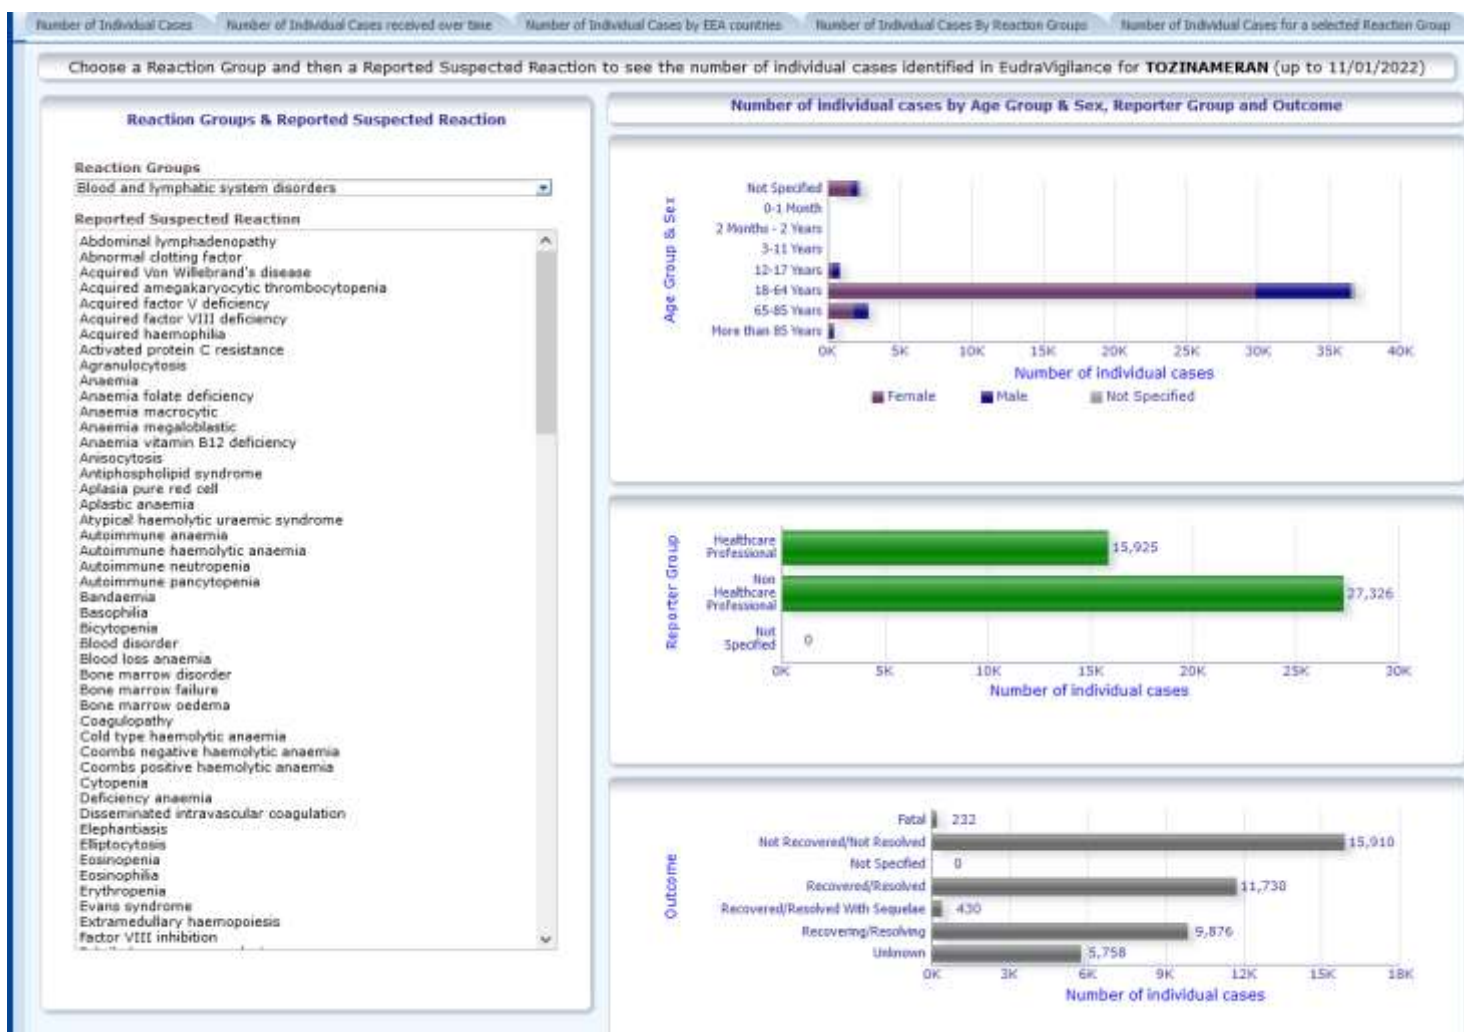 Number of Individual Cases
Number of Individual Cases received over time
Number of Individual Cases by EEA countries
Number of Individual Cases By Reaction Groups
Number of Individual Cases for a selected Reaction Group
Choose a Reaction Group and then a Reported Suspected Reaction to see the number of individual cases identified in EudraVigilance for TOZINAMERAN (up to 11/01/2022)
Reaction Groups & Reported Suspected Reaction
Reaction Groups
Blood and lymphatic system disorders
Reported Suspected Reaction
Abdominal lymphadenopathy
Abnormal clotting factor
Acquired Von Willebrand's disease
Acquired amegakaryocytic thrombocytopenia
Acquired factor V deficiency
Acquired factor VIII deficiency
Acquired haemophilia
Activated protein C resistance
Agranulocytosis
Anaemia
Anaemia folate deficiency
Anaemia macrocytic
Anaemia megaloblastic
Anaemia vitamin B12 deficiency
Anisocytosis
Antiphospholipid syndrome
Aplasia pure red cell
Aplastic anaemia
Atypical haemolytic uraemic syndrome
Autoimmune anaemia
Autoimmune haemolytic anaemia
Autoimmune neutropenia
Autoimmune pancytopenia
Bandaemia
Basophilia
Bicytopenia
Blood disorder
Blood loss anaemia
Bone marrow disorder
Bone marrow failure
Bone marrow oedema
Coagulopathy
Cold type haemolytic anaemia
Coombs negative haemolytic anaemia
Coombs positive haemolytic anaemia
Cytopenia
Deficiency anaemia
Disseminated intravascular coagulation
Elephantiasis
Elliptocytosis
Eosinopenia
Eosinophilia
Erythropenia
Evans syndrome
Extramedullary haemopoiesis
Factor VIII inhibition
Number of individual cases by Age Group & Sex, Reporter Group and Outcome
Age Group & Sex
Not Specified
0-1 Month
2 Months - 2 Years
3-11 Years
12-17 Years
18-64 Years
65-85 Years
More than 85 Years
0K 5K 10K 15K 20K 25K 30K 35K 40K
Number of individual cases
Female Male Not Specified
Reporter Group
Healthcare
Professional
15,925
Non
Healthcare
Professional
27,326
Not
Specified
0
0K 5K 10K 15K 20K 25K 30K
Number of individual cases
Outcome
Fatal 232
Not Recovered/Not Resolved 15,910
Not Specified 0
Recovered/Resolved 11,730
Recovered/Resolved With Sequelae 430
Recovering/Resolving 9,876
Unknown 5,758
0K 3K 6K 9K 12K 15K 18K
Number of individual cases